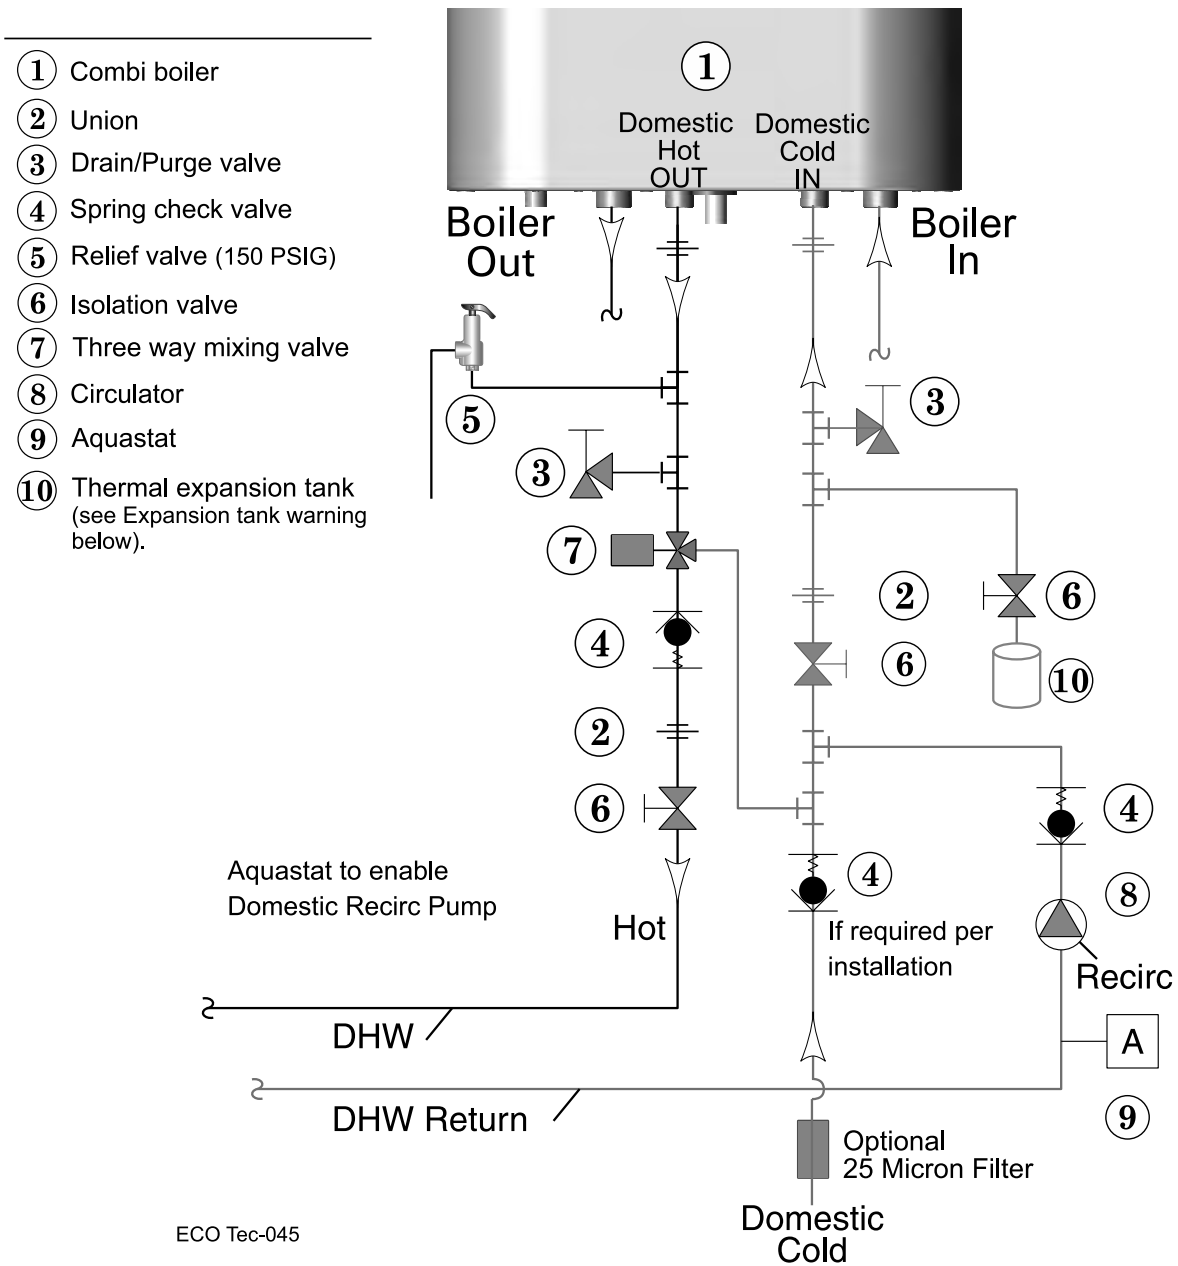 1 Combi boiler
2 Union
3 Drain/Purge valve
4 Spring check valve
5 Relief valve (150 PSIG)
6 Isolation valve
7 Three way mixing valve
8 Circulator
9 Aquastat
10 Thermal expansion tank
(see Expansion tank warning
below).
1
Domestic
Hot
OUT
Domestic
Cold
IN
Boiler
Out
Boiler
In
5
3
3
7
4
2
6
2
6
6
10
4
4
8
If required per
installation
Recirc
Aquastat to enable
Domestic Recirc Pump
Hot
DHW
A
9
DHW Return
Optional
25 Micron Filter
Domestic
Cold
ECO Tec-045